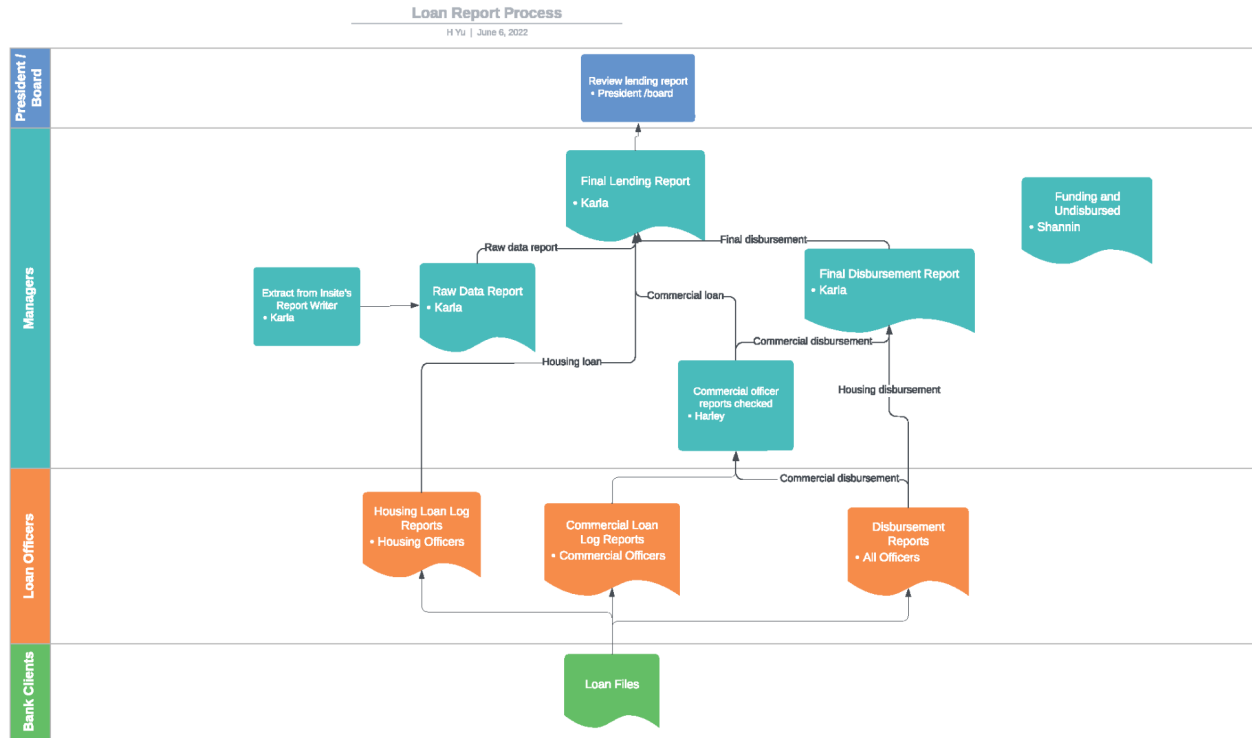 Loan Report Process
H Yu | June 6, 2022
President /
Board
Review lending report
• President /board
Managers
Final Lending Report
• Karla
Funding and
Undisbursed
• Shannin
Raw data report
Final disbursement
Extract from Insite's
Report Writer
• Karla
Raw Data Report
• Karla
Commercial loan
Final Disbursement Report
• Karla
Housing loan
Commercial disbursement
Commercial officer
reports checked
• Harley
Housing disbursement
Loan Officers
Commercial disbursement
Housing Loan Log
Reports
• Housing Officers
Commercial Loan
Log Reports
• Commercial Officers
Disbursement
Reports
• All Officers
Bank Clients
Loan Files